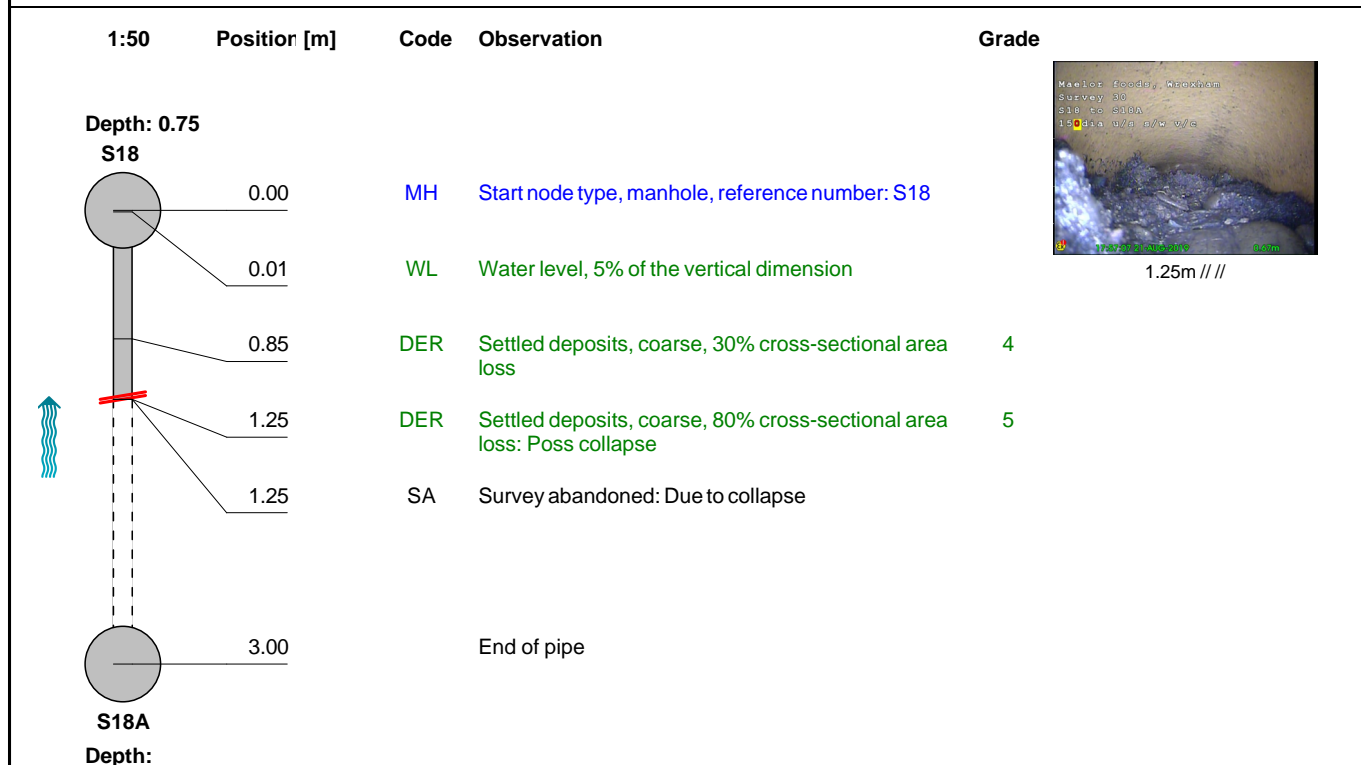 1:50 Position [m] Code Observation Grade
Maelor foods, Wrexham
Survey 30
S18 to S18A
150dia u/s s/w v/c
21-AUG-2019 0.67m
1.25m // //
Depth: 0.75
S18
0.00 MH Start node type, manhole, reference number: S18
0.01 WL Water level, 5% of the vertical dimension
0.85 DER Settled deposits, coarse, 30% cross-sectional area 4
loss
1.25 DER Settled deposits, coarse, 80% cross-sectional area 5
loss: Poss collapse
1.25 SA Survey abandoned: Due to collapse
3.00 End of pipe
S18A
Depth: